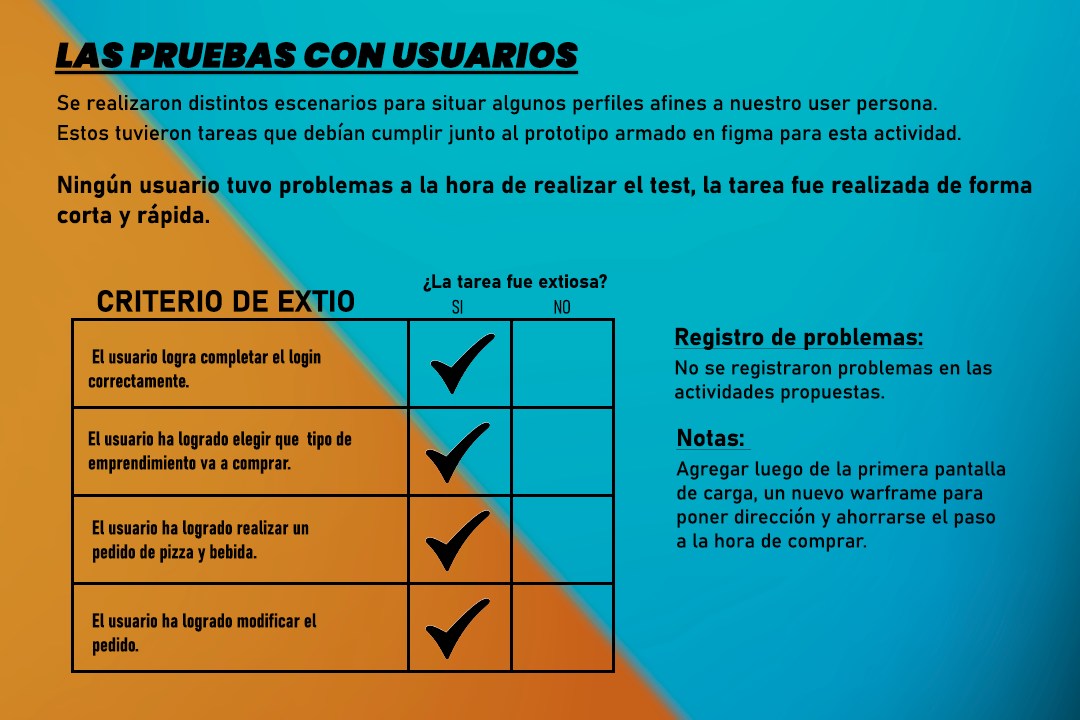 LAS PRUEBAS CON USUARIOS
Se realizaron distintos escenarios para situar algunos perfiles afines a nuestro user persona.
Estos tuvieron tareas que debían cumplir junto al prototipo armado en figma para esta actividad.
Ningún usuario tuvo problemas a la hora de realizar el test, la tarea fue realizada de forma
corta y rápida.
¿La tarea fue extiosa?
CRITERIO DE EXTIO
SI
NO
El usuario logra completar el login
correctamente.
El usuario ha logrado elegir que tipo de
emprendimiento va a comprar.
El usuario ha logrado realizar un
pedido de pizza y bebida.
El usuario ha logrado modificar el
pedido.
Registro de problemas:
No se registraron problemas en las
actividades propuestas.
Notas:
Agregar luego de la primera pantalla
de carga, un nuevo warframe para
poner dirección y ahorrarse el paso
a la hora de comprar.